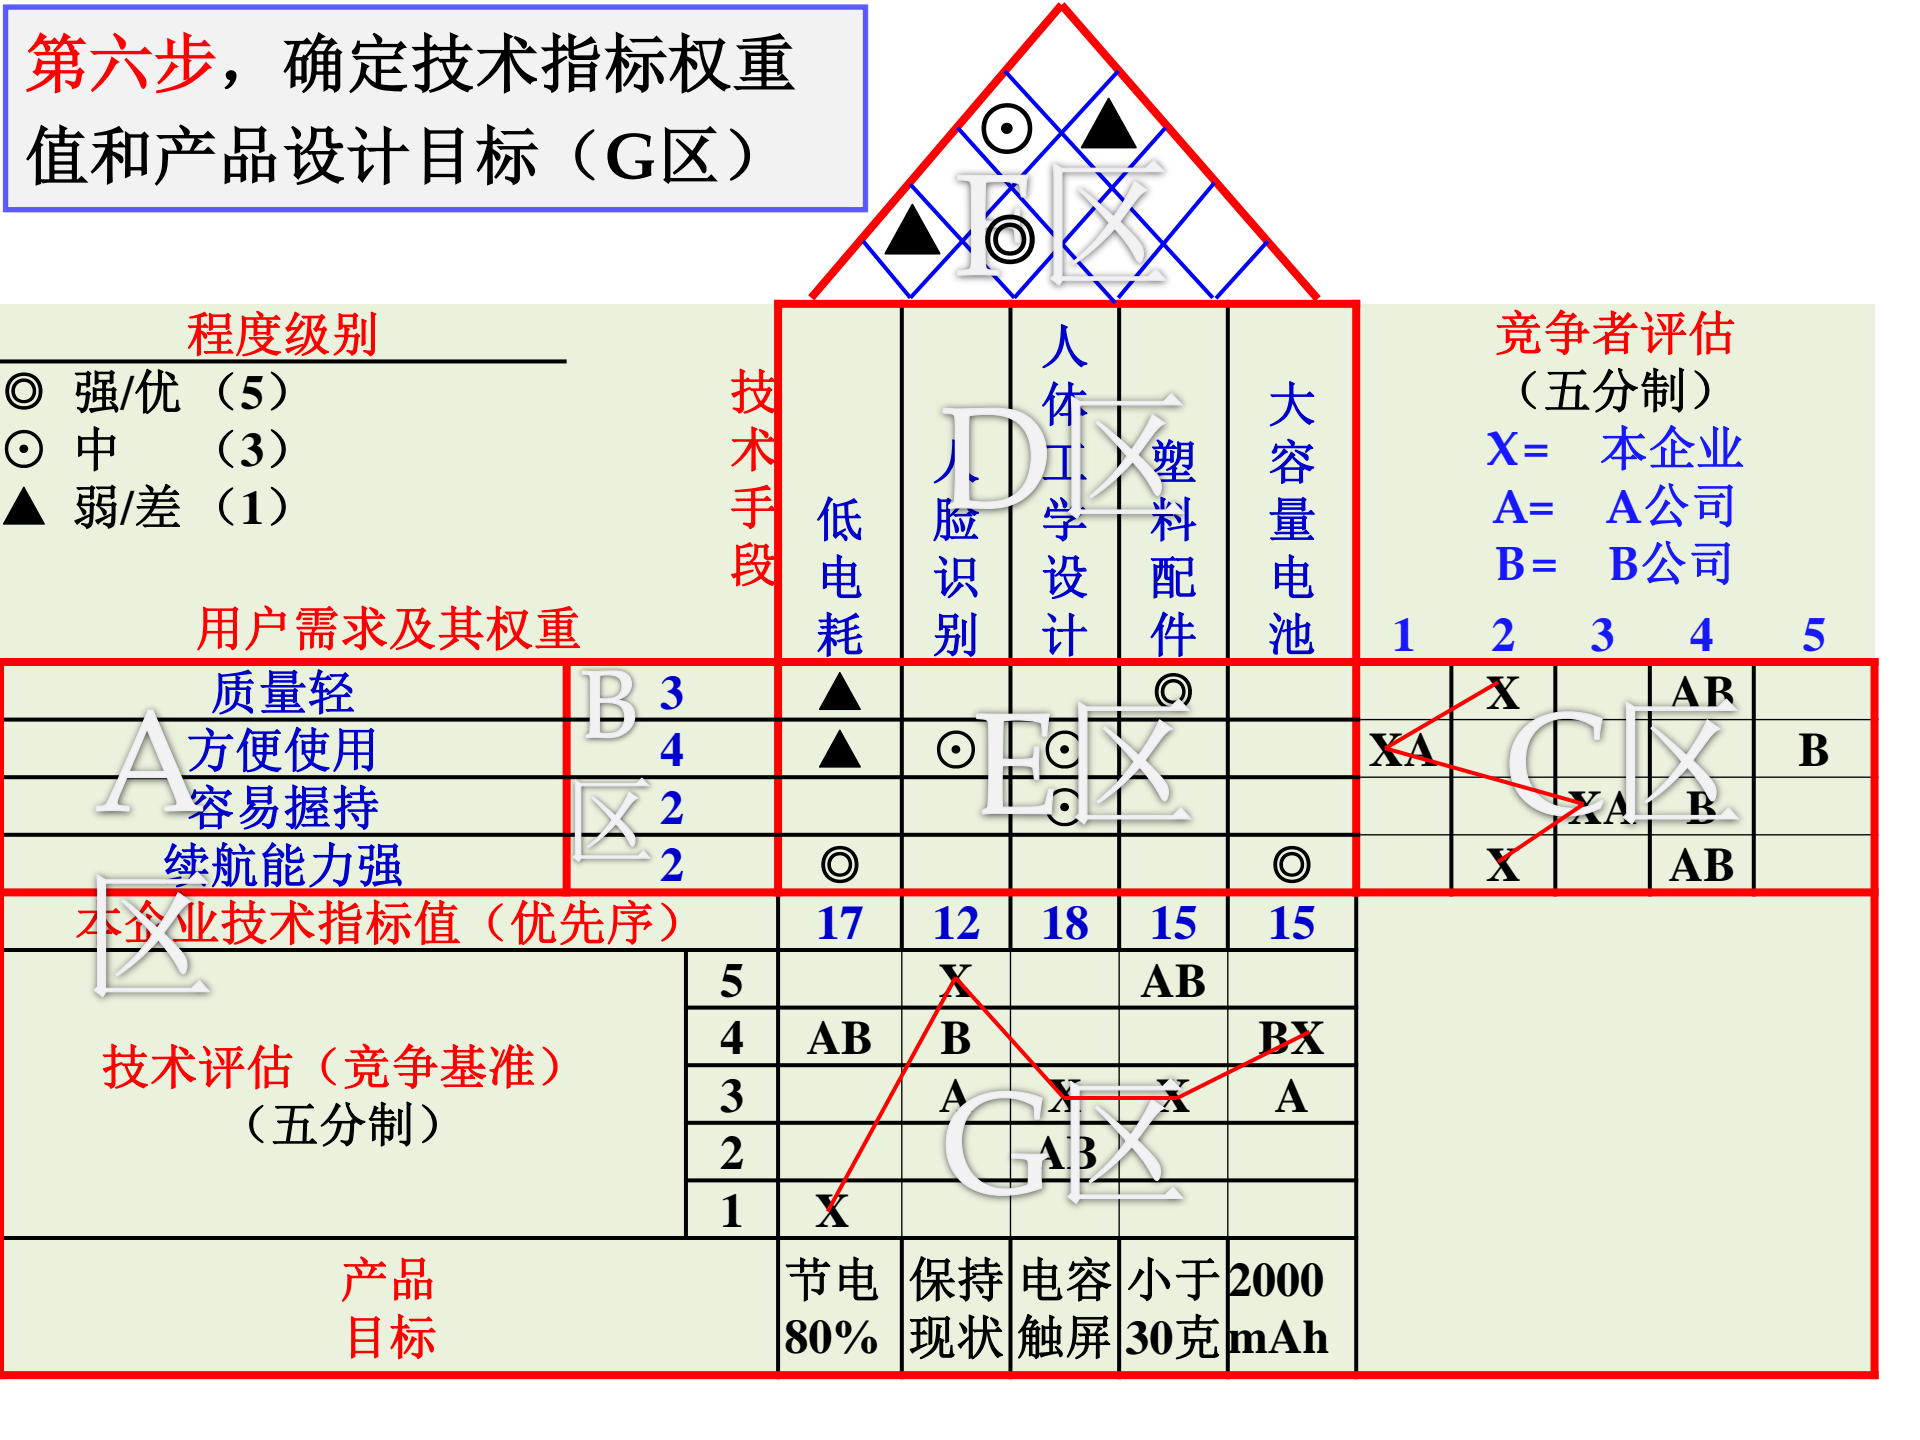 第六步，确定技术指标权重
值和产品设计目标（G区）
F区
程度级别
◎ 强/优 （5）
⊙ 中 （3）
▲ 弱/差 （1）
技术手段
低电耗
人脸识别
人体工学设计
塑料配件
大容量电池
D区
竞争者评估
（五分制）
X= 本企业
A= A公司
B= B公司
用户需求及其权重
1 2 3 4 5
质量轻 3 ▲ ◎ X AB
方便使用 4 ▲ ⊙ ⊙ XA B
容易握持 2 ⊙ XA B
续航能力强 2 ◎ ◎ X AB
A区
B区
E区
C区
本企业技术指标值（优先序） 17 12 18 15 15
技术评估（竞争基准）
（五分制）
5 X AB
4 AB B BX
3 A X X A
2 AB
1 X
G区
产品
目标
节电
80%
保持
现状
电容
触屏
小于
30克
2000
mAh